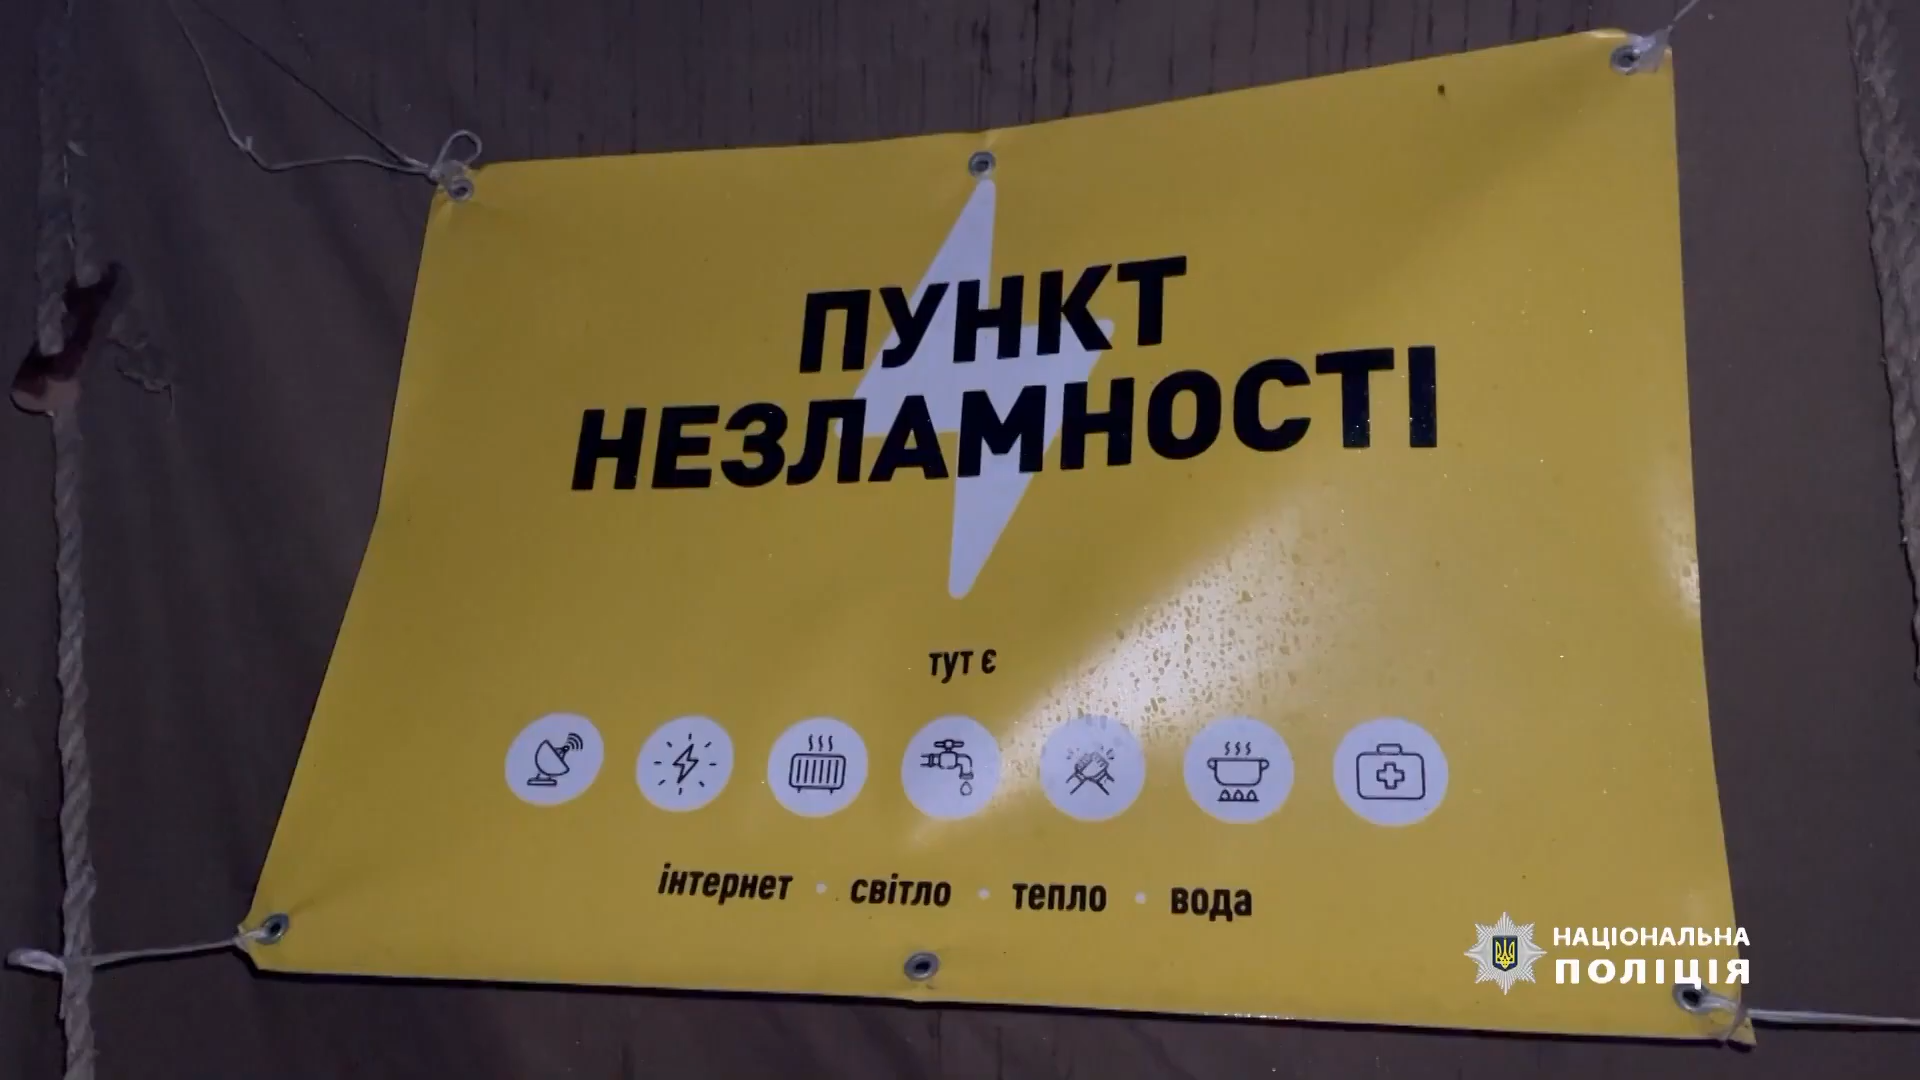 ПУНКТ
НЕЗЛАМНОСТІ
тут є
інтернет • світло • тепло • вода
НАЦІОНАЛЬНА
ПОЛІЦІЯ